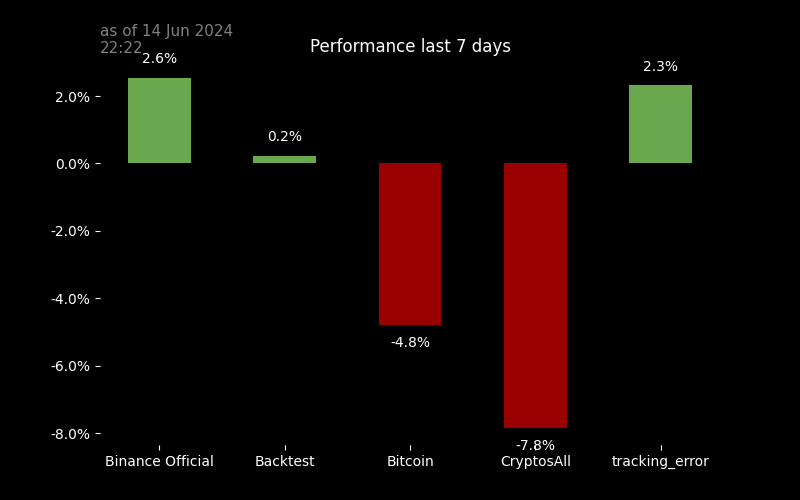 as of 14 Jun 2024
22:22
Performance last 7 days
2.6%
2.3%
2.0%
0.2%
0.0%
-2.0%
-4.0%
-4.8%
-6.0%
-8.0%
-7.8%
Binance Official
Backtest
Bitcoin
CryptosAll
tracking_error